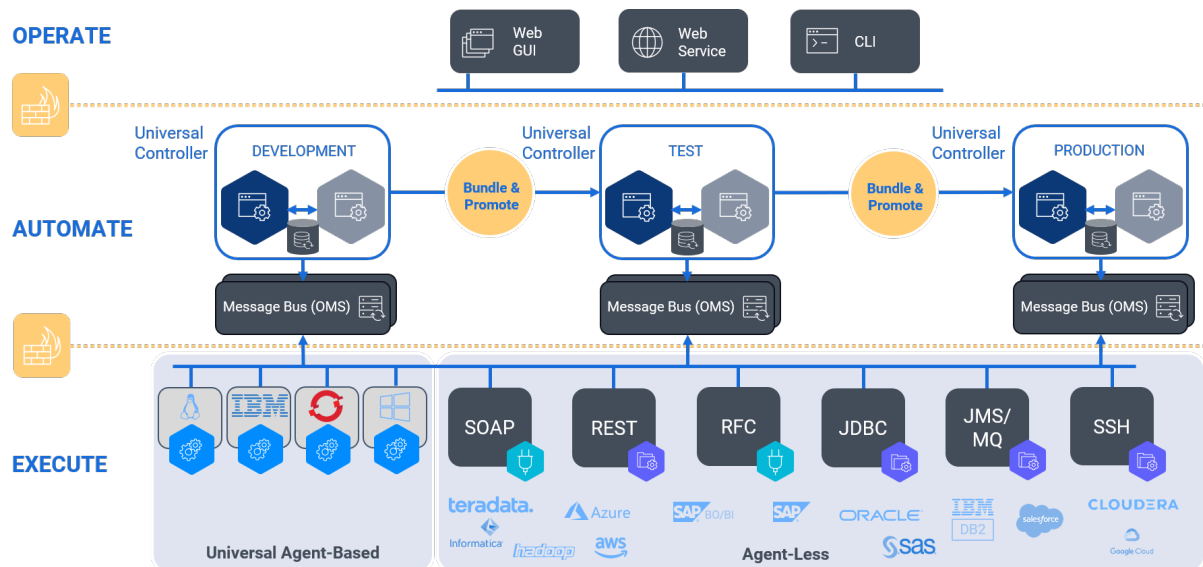 OPERATE
Web
GUI
Web
Service
CLI
Universal
Controller
DEVELOPMENT
Bundle &
Promote
Universal
Controller
TEST
Bundle &
Promote
Universal
Controller
PRODUCTION
AUTOMATE
Message Bus (OMS)
Message Bus (OMS)
Message Bus (OMS)
EXECUTE
IBM
SOAP
REST
RFC
JDBC
JMS/
MQ
SSH
teradata.
Informatica
hadoop
Azure
aws
SAP BO/BI
SAP
ORACLE
sas
IBM
DB2
salesforce
CLOUDERA
Google Cloud
Universal Agent-Based
Agent-Less